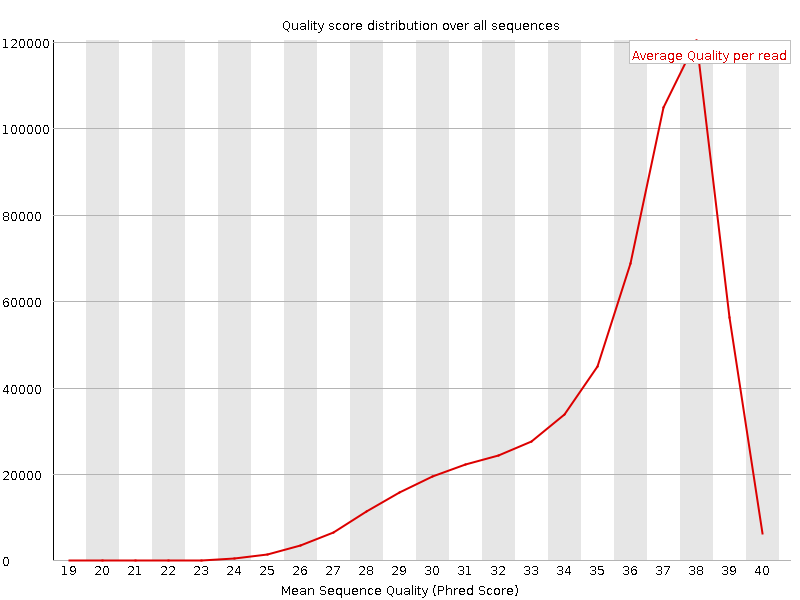 Quality score distribution over all sequences
120000
Average Quality per read
100000
80000
60000
40000
20000
0
19 20 21 22 23 24 25 26 27 28 29 30 31 32 33 34 35 36 37 38 39 40
Mean Sequence Quality (Phred Score)